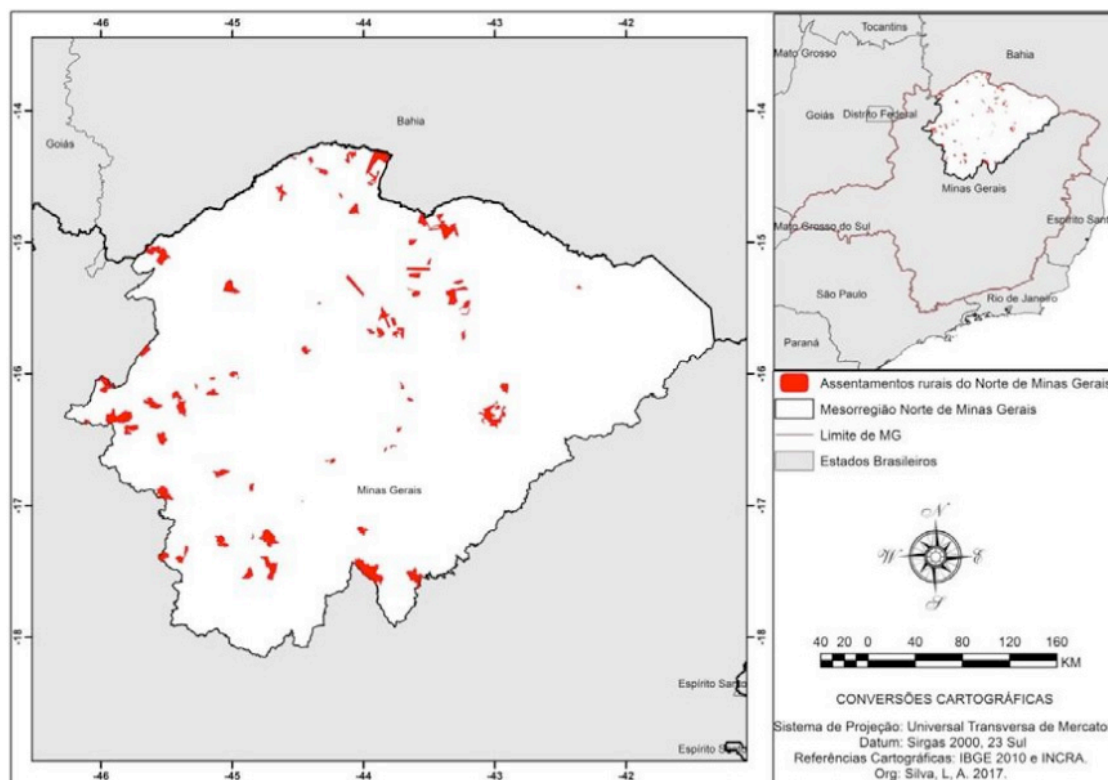 -46 -45 -44 -43 -42
-14
-15
-16
-17
-18
-14
-15
-16
-17
-18
Goiás
Bahia
Minas Gerais
Espírito Santo
Espírito Santo
-46 -45 -44 -43 -42
Tocantins
Mato Grosso
Bahia
Goiás
Distrito Federal
Minas Gerais
Espírito Sant
Mato Grosso do Sul
São Paulo
Rio de Janeiro
Paraná
Assentamentos rurais do Norte de Minas Gerais
Mesorregião Norte de Minas Gerais
Limite de MG
Estados Brasileiros
N
W E
S
40 20 0 40 80 120 160
KM
CONVERSÕES CARTOGRÁFICAS
Sistema de Projeção: Universal Transversa de Mercato
Datum: Sirgas 2000, 23 Sul
Referências Cartográficas: IBGE 2010 e INCRA.
Org: Silva, L, A. 2017.